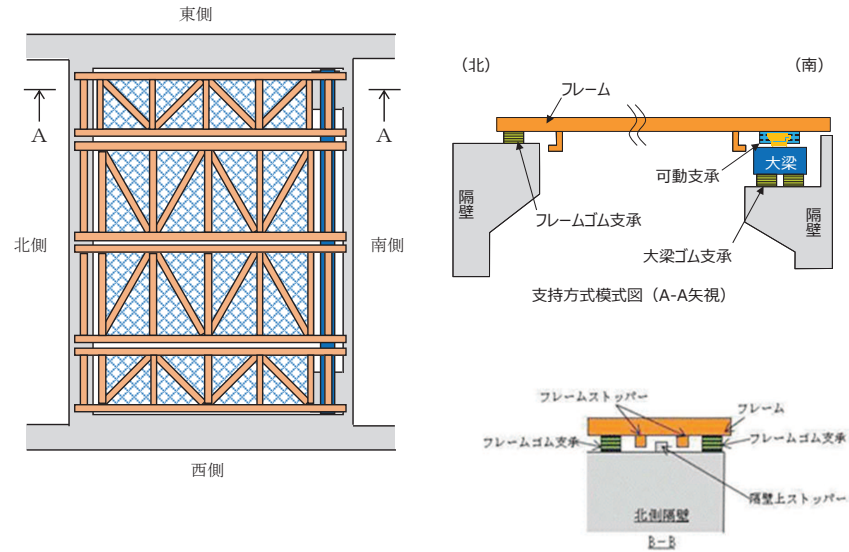 東側
A
A
北側
南側
西側
(北)
(南)
フレーム
大梁
可動支承
隔壁
フレームゴム支承
隔壁
大梁ゴム支承
支持方式模式図(A-A矢視)
フレームストッパー
フレーム
フレームゴム支承
フレームゴム支承
隔壁上ストッパー
北側隔壁
B-B